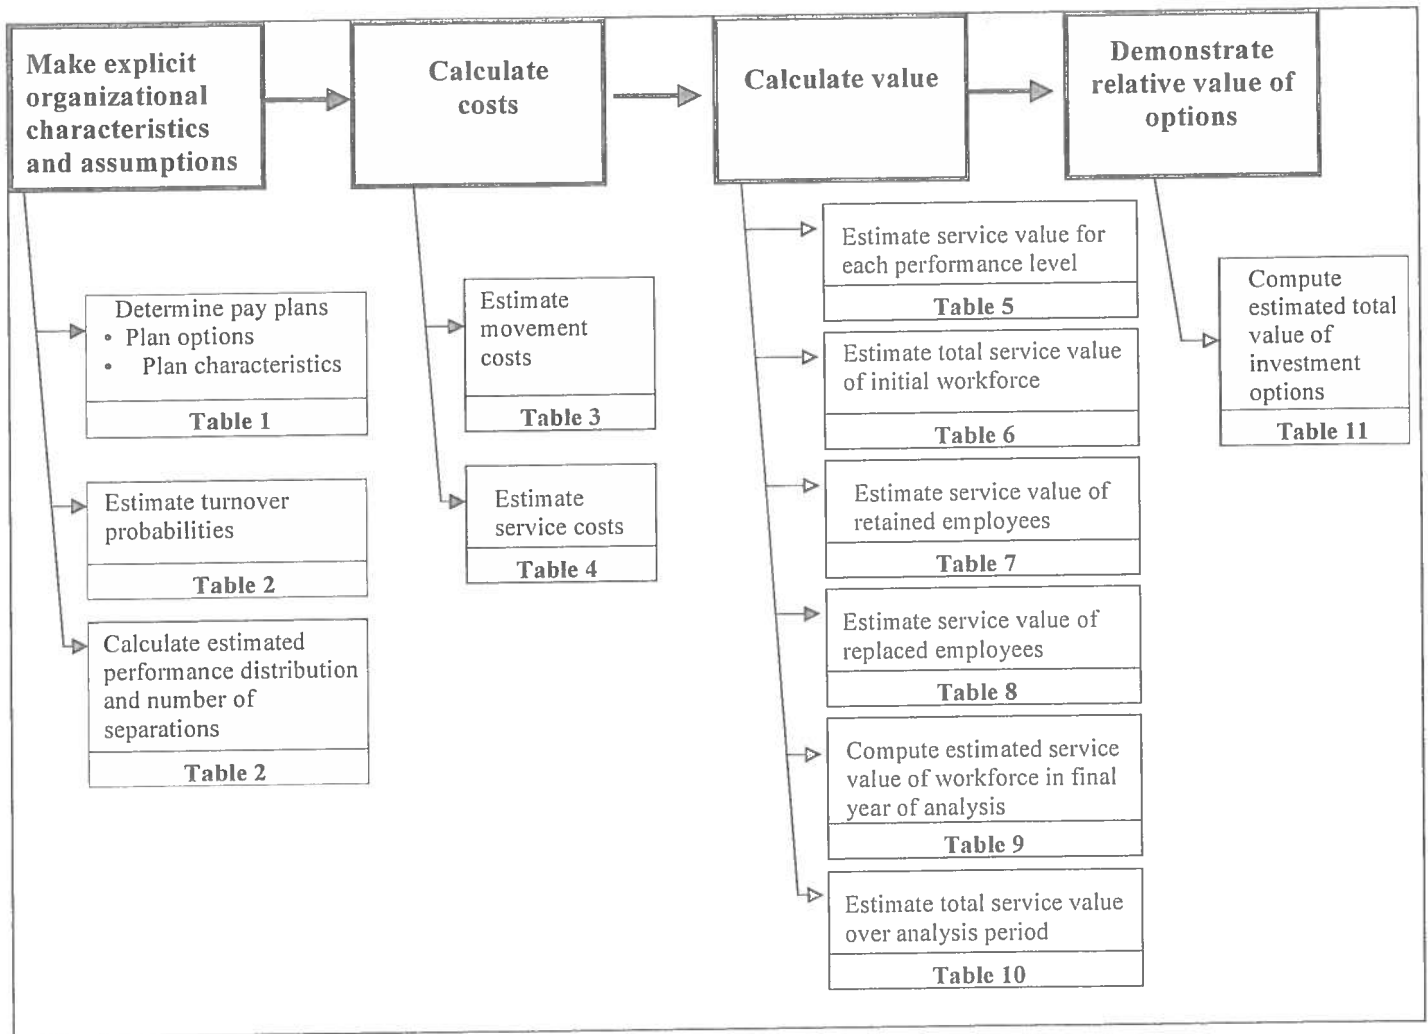 Make explicit
organizational
characteristics
and assumptions
Calculate
costs
Calculate value
Demonstrate
relative value of
options
Determine pay plans
• Plan options
• Plan characteristics
Table 1
Estimate turnover
probabilities
Table 2
Calculate estimated
performance distribution
and number of
separations
Table 2
Estimate
movement
costs
Table 3
Estimate
service costs
Table 4
Estimate service value for
each performance level
Table 5
Estimate total service value
of initial workforce
Table 6
Estimate service value of
retained employees
Table 7
Estimate service value of
replaced employees
Table 8
Compute estimated service
value of workforce in final
year of analysis
Table 9
Estimate total service value
over analysis period
Table 10
Compute
estimated total
value of
investment
options
Table 11